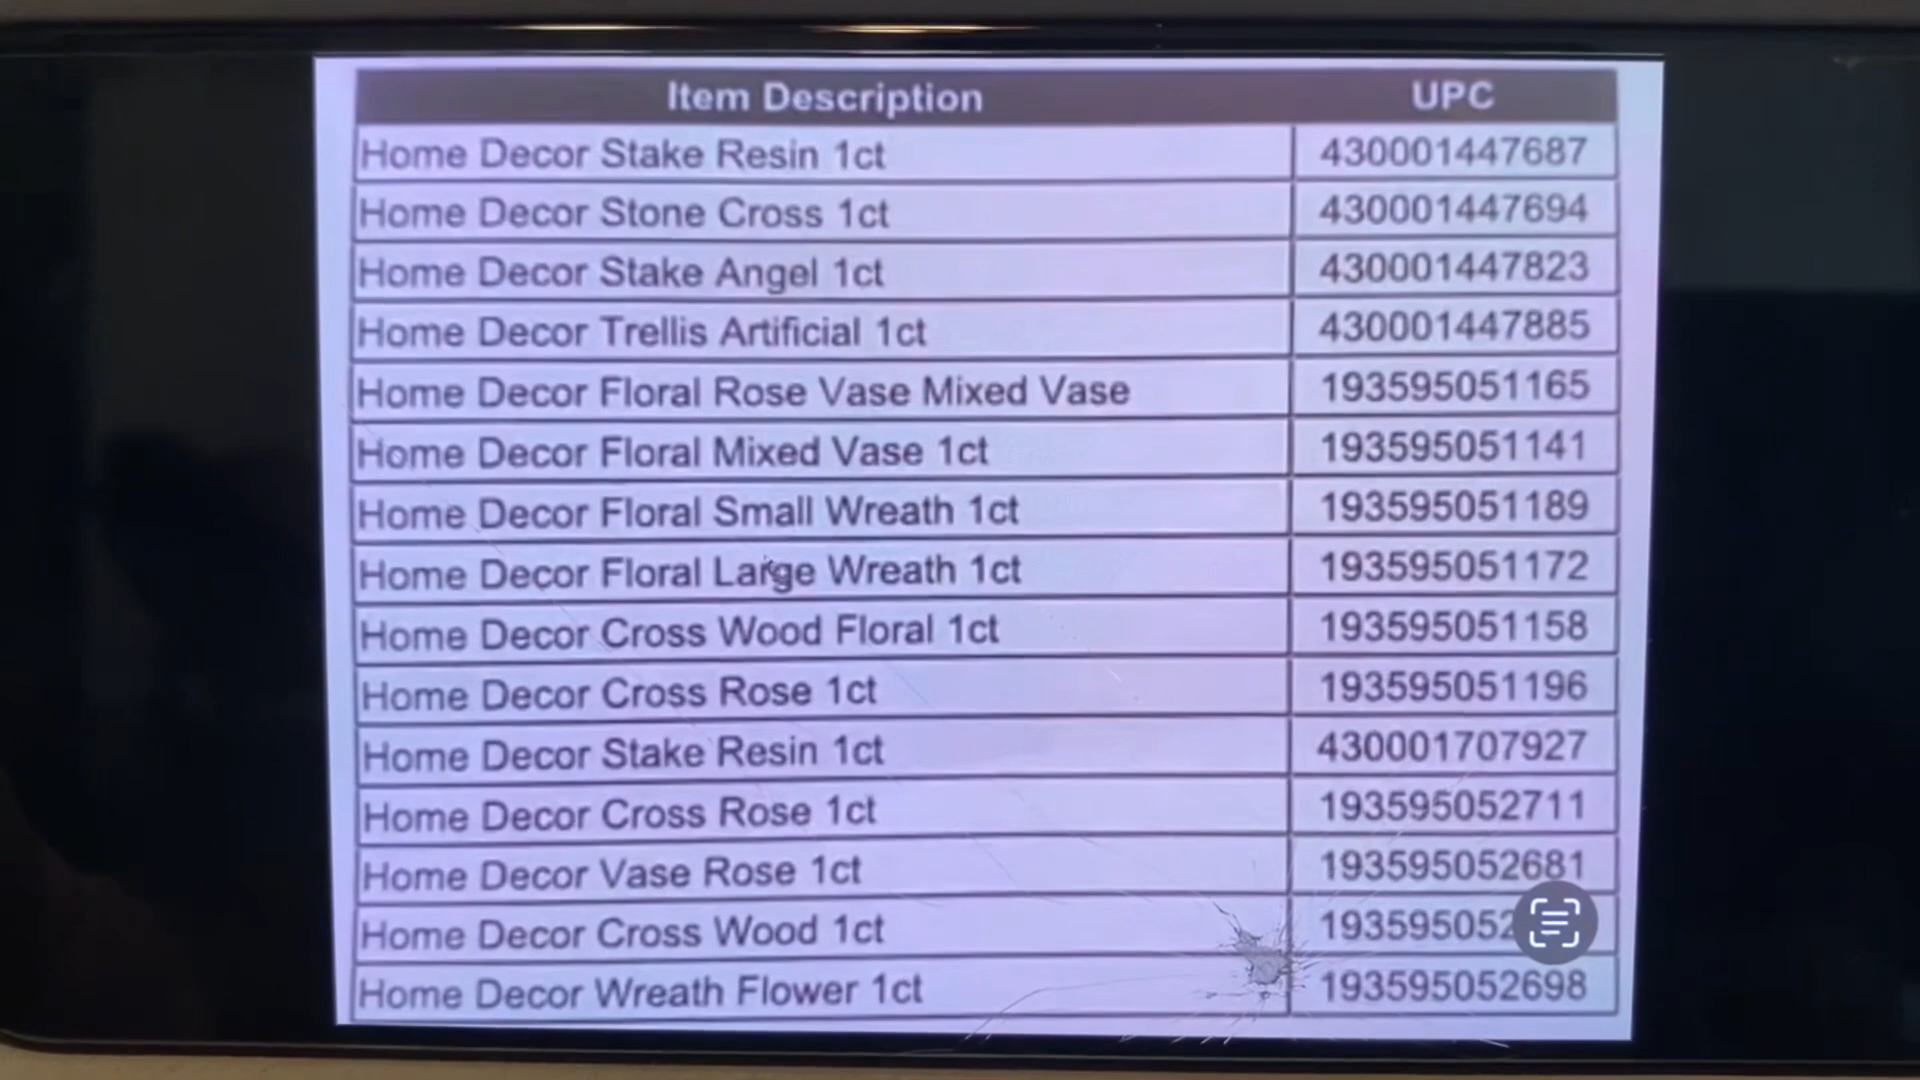 Item Description UPC
Home Decor Stake Resin 1ct 430001447687
Home Decor Stone Cross 1ct 430001447694
Home Decor Stake Angel 1ct 430001447823
Home Decor Trellis Artificial 1ct 430001447885
Home Decor Floral Rose Vase Mixed Vase 193595051165
Home Decor Floral Mixed Vase 1ct 193595051141
Home Decor Floral Small Wreath 1ct 193595051189
Home Decor Floral Large Wreath 1ct 193595051172
Home Decor Cross Wood Floral 1ct 193595051158
Home Decor Cross Rose 1ct 193595051196
Home Decor Stake Resin 1ct 430001707927
Home Decor Cross Rose 1ct 193595052711
Home Decor Vase Rose 1ct 193595052681
Home Decor Cross Wood 1ct
Home Decor Wreath Flower 1ct 193595052698